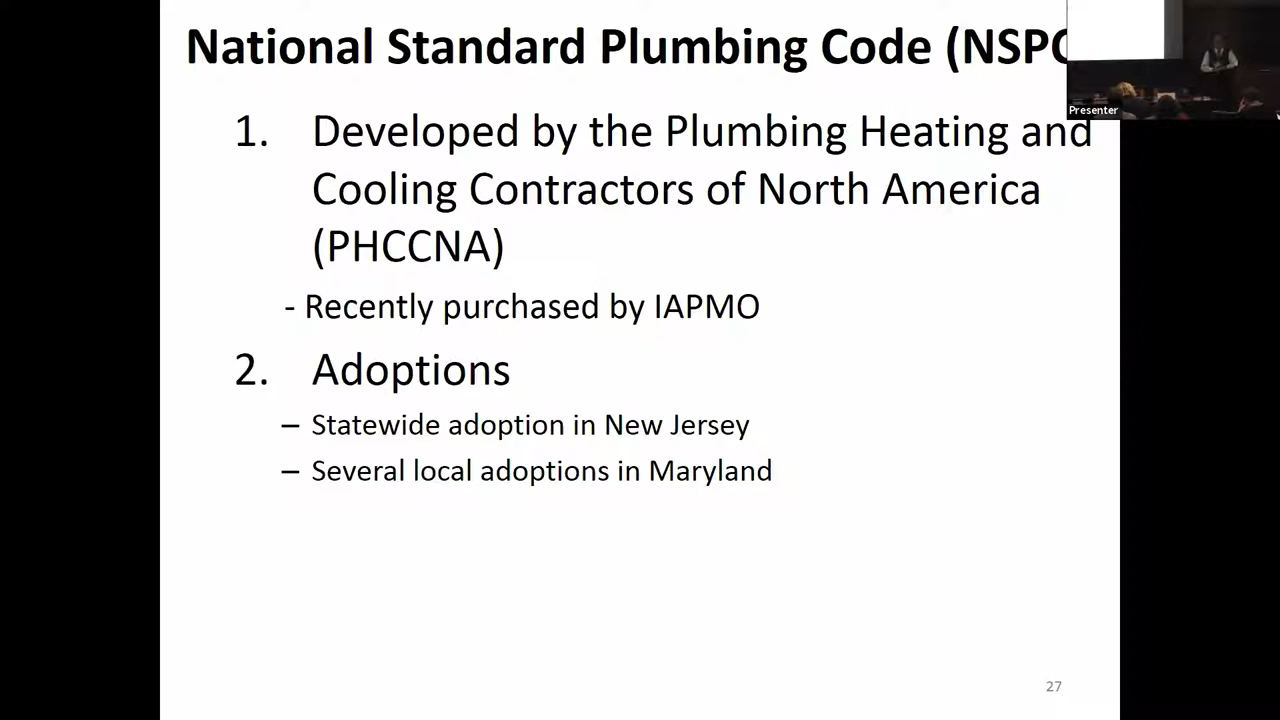 National Standard Plumbing Code (NSPC
Presenter
1. Developed by the Plumbing Heating and
Cooling Contractors of North America
(PHCCNA)
- Recently purchased by IAPMO
2. Adoptions
– Statewide adoption in New Jersey
– Several local adoptions in Maryland
27